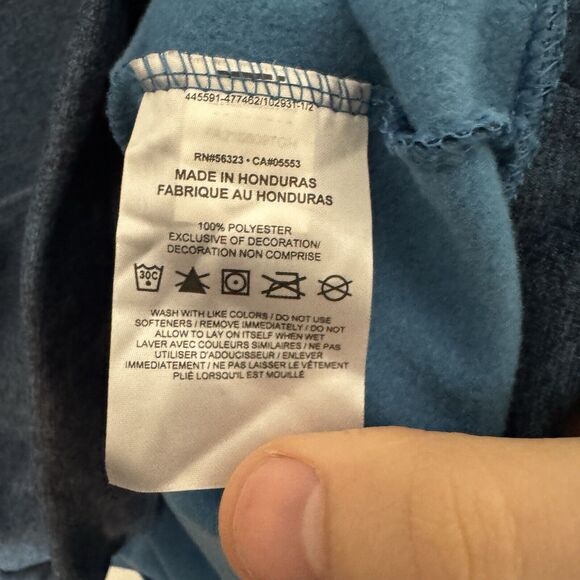 445591-477462/102931-1/2
RN#56323 • CA#05553
MADE IN HONDURAS
FABRIQUE AU HONDURAS
100% POLYESTER
EXCLUSIVE OF DECORATION/
DECORATION NON COMPRISE
30C
WASH WITH LIKE COLORS / DO NOT USE
SOFTENERS / REMOVE IMMEDIATELY / DO NOT
ALLOW TO LAY ON ITSELF WHEN WET
LAVER AVEC COULEURS SIMILAIRES / NE PAS
UTILISER D'ADOUCISEUR / ENLEVER
IMMEDIATEMENT / NE PAS LAISSER LE VÊTEMENT
PLIÉ LORSQU'IL EST MOUILLÉ